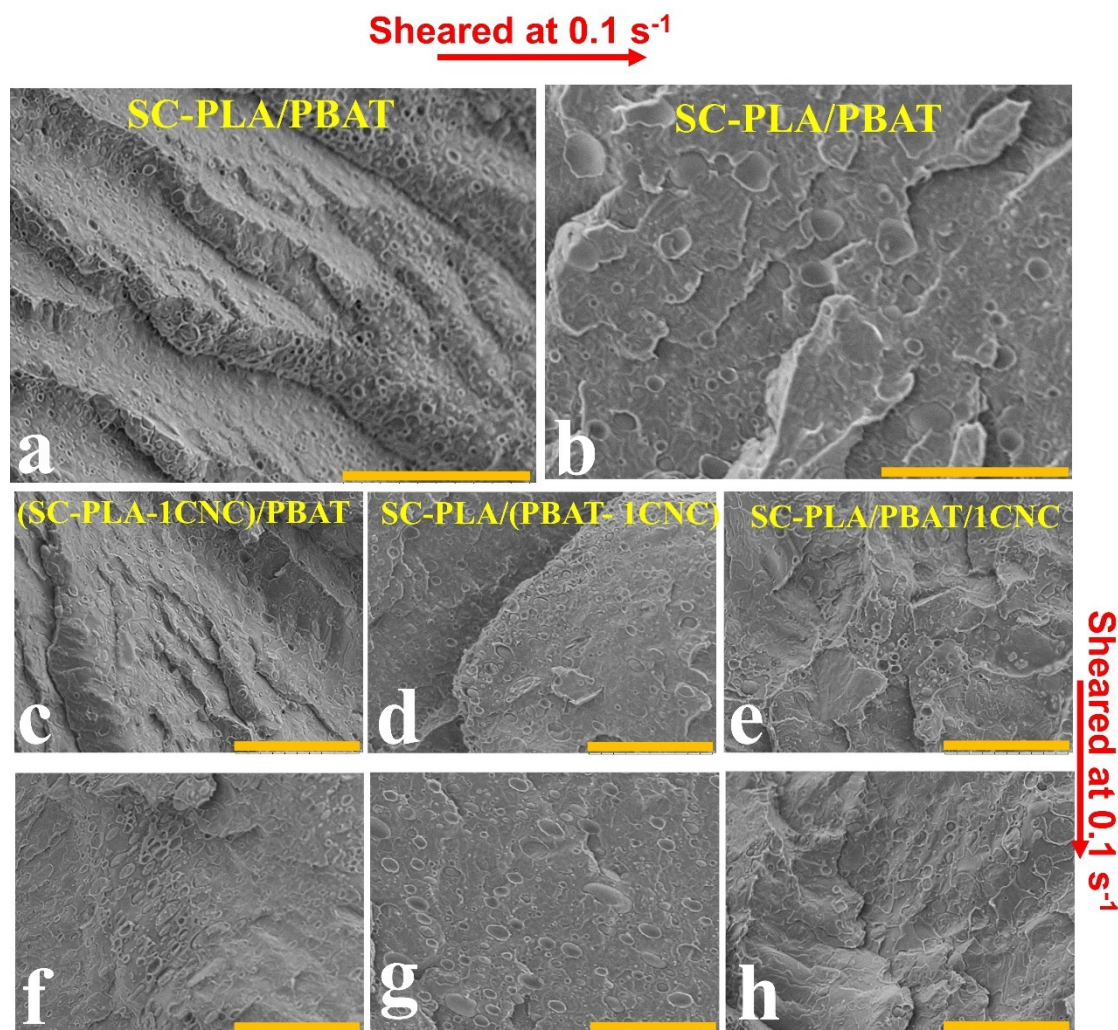 Sheared at 0.1 s⁻¹
SC-PLA/PBAT
SC-PLA/PBAT
a
b
(SC-PLA-1CNC)/PBAT
SC-PLA/(PBAT- 1CNC)
SC-PLA/PBAT/1CNC
c
d
e
Sheared at 0.1 s⁻¹
f
g
h